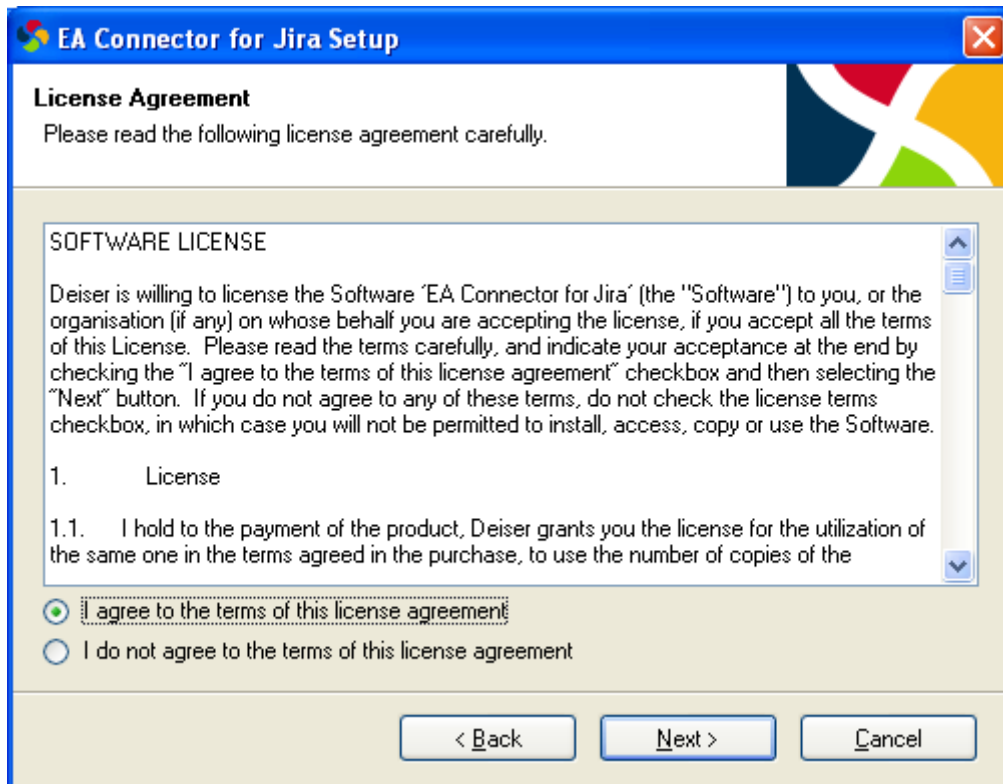 EA Connector for Jira Setup
License Agreement
Please read the following license agreement carefully.
SOFTWARE LICENSE
Deiser is willing to license the Software ´EA Connector for Jira´ (the "Software") to you, or the
organisation (if any) on whose behalf you are accepting the license, if you accept all the terms
of this License.  Please read the terms carefully, and indicate your acceptance at the end by
checking the ˝I agree to the terms of this license agreement˝ checkbox and then selecting the
˝Next˝ button.  If you do not agree to any of these terms, do not check the license terms
checkbox, in which case you will not be permitted to install, access, copy or use the Software.
1. License
1.1. I hold to the payment of the product, Deiser grants you the license for the utilization of
the same one in the terms agreed in the purchase, to use the number of copies of the
I agree to the terms of this license agreement
I do not agree to the terms of this license agreement
< Back
Next >
Cancel